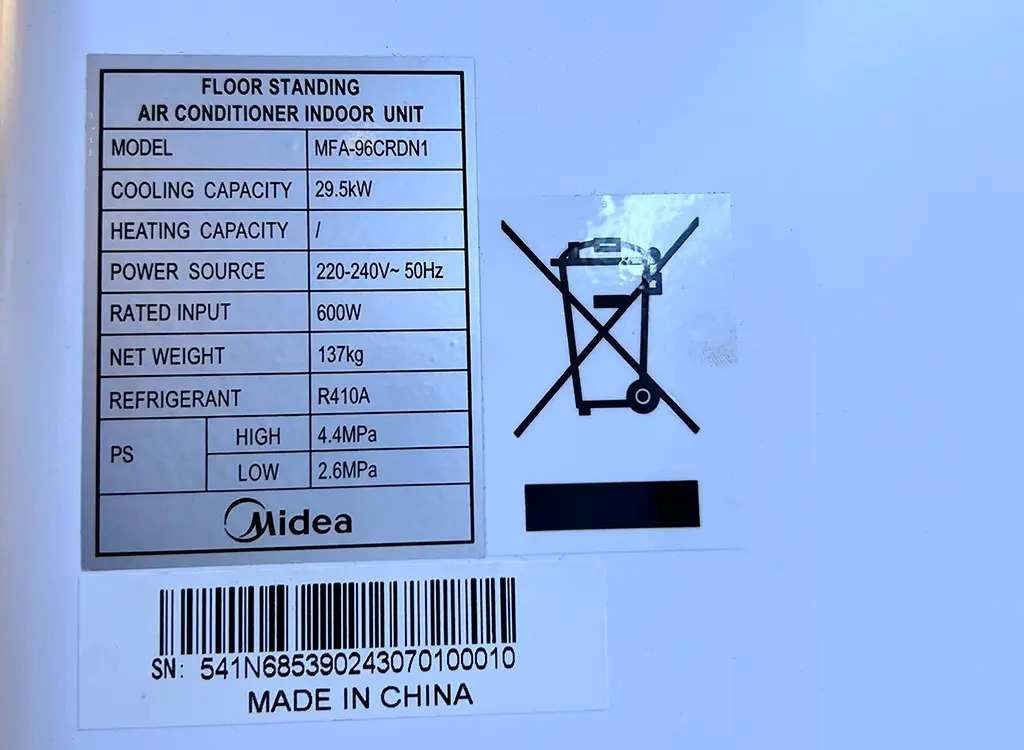 FLOOR STANDING
AIR CONDITIONER INDOOR UNIT
MODEL MFA-96CRDN1
COOLING CAPACITY 29.5kW
HEATING CAPACITY /
POWER SOURCE 220-240V~ 50Hz
RATED INPUT 600W
NET WEIGHT 137kg
REFRIGERANT R410A
PS HIGH 4.4MPa
LOW 2.6MPa
Midea
SN: 541N685390243070100010
MADE IN CHINA